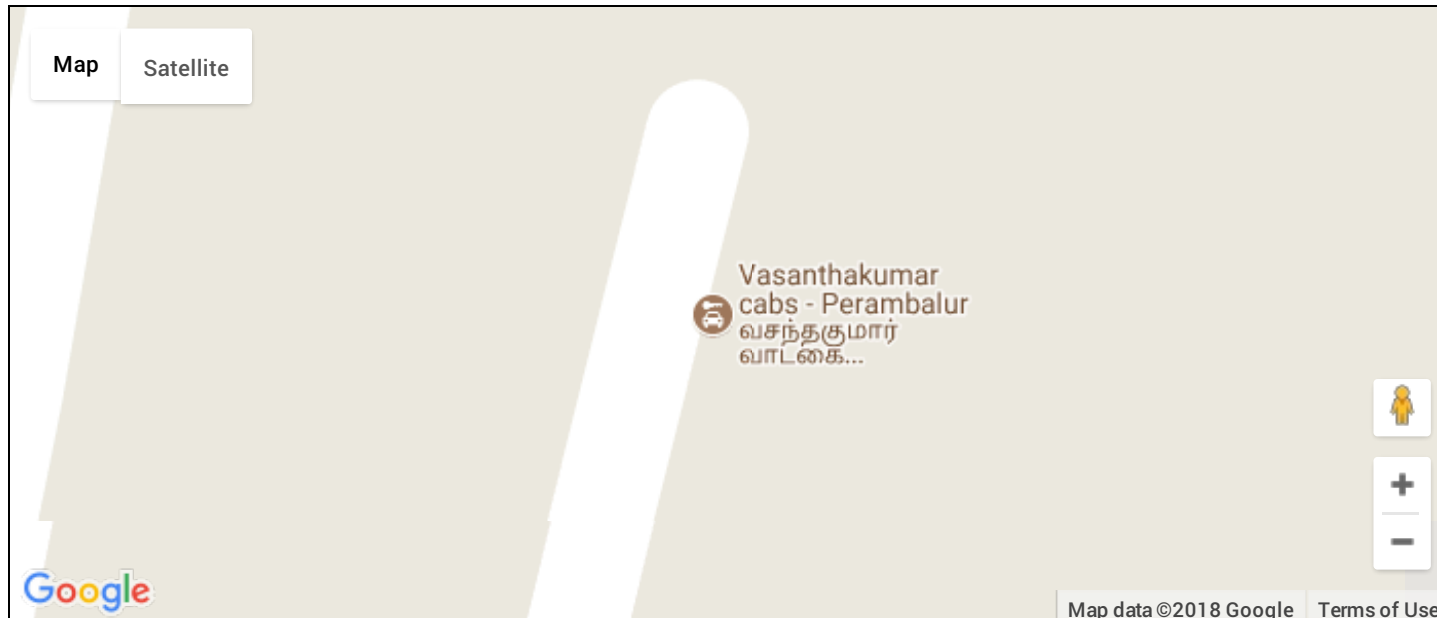 Map
Satellite
Vasanthakumar
cabs - Perambalur
வசந்தகுமார்
வாடகை...
Google
Map data ©2018 Google
Terms of Use